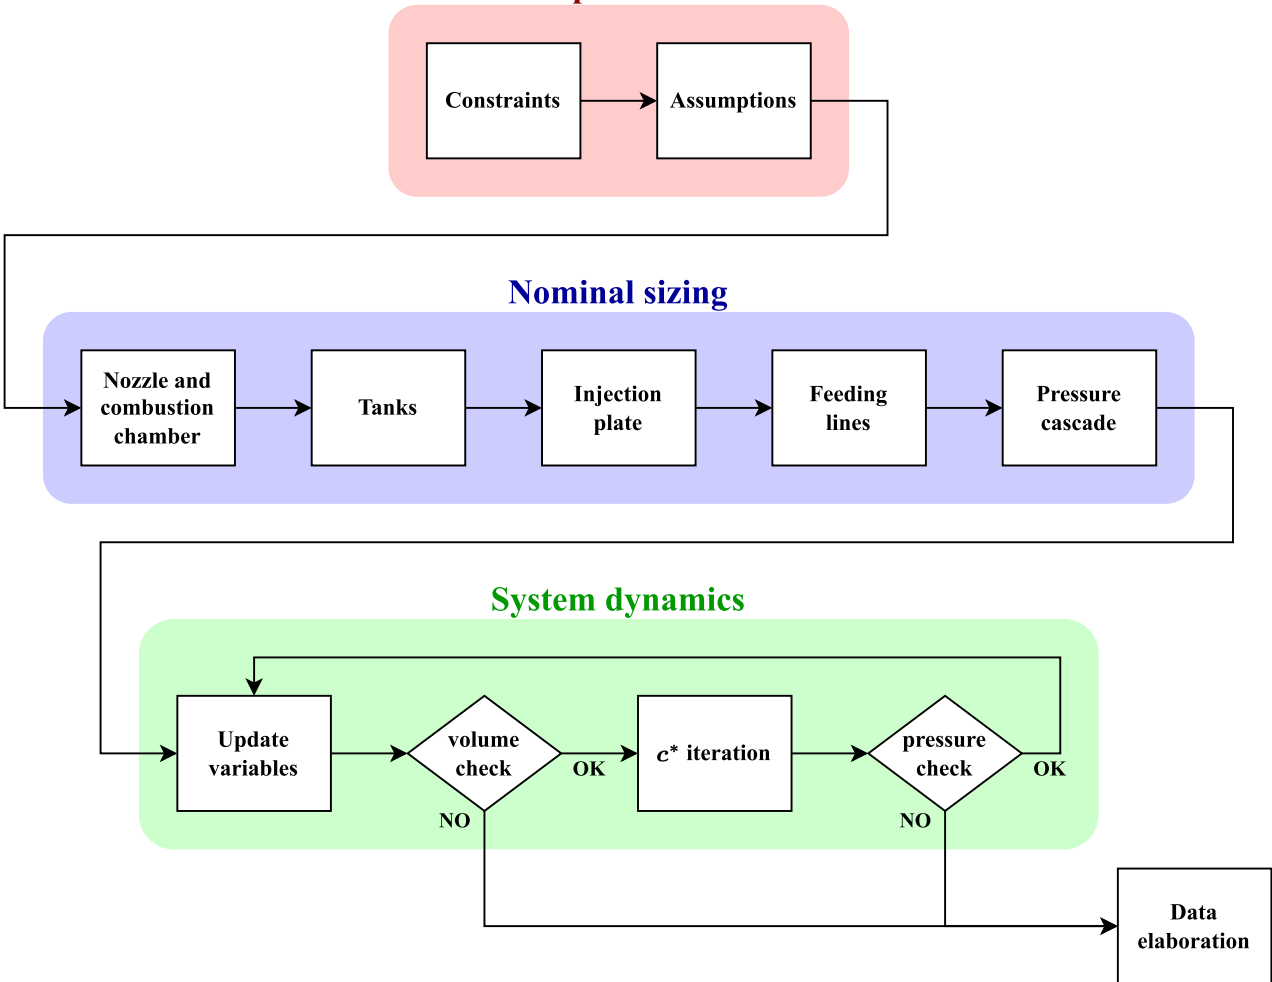 Constraints
Assumptions
Nominal sizing
Nozzle and
combustion
chamber
Tanks
Injection
plate
Feeding
lines
Pressure
cascade
System dynamics
Update
variables
volume
check
OK
NO
c* iteration
pressure
check
OK
NO
Data
elaboration